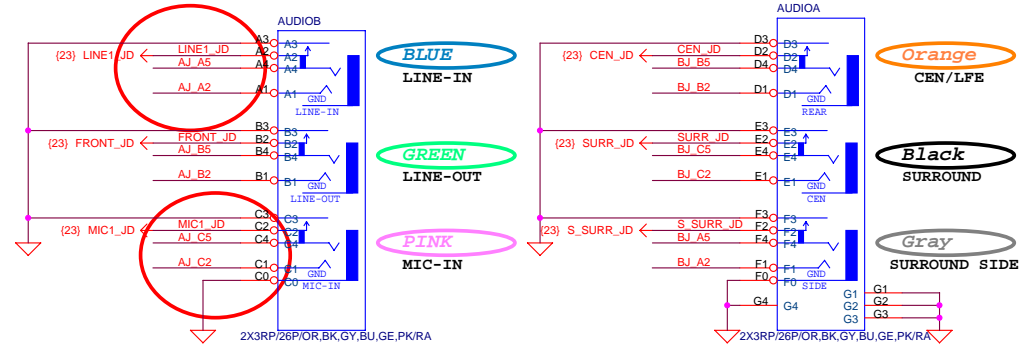 AUDIOB
A3
A3
{23} LINE1_JD
LINE1_JD
A2
A2
AJ_A5
A4
A4
AJ_A2
A1
A1
GND
LINE-IN
BLUE
LINE-IN
B3
B3
{23} FRONT_JD
FRONT_JD
B2
B2
AJ_B5
B4
B4
AJ_B2
B1
B1
GND
LINE-OUT
GREEN
LINE-OUT
C3
C3
{23} MIC1_JD
MIC1_JD
C2
C2
AJ_C5
C4
C4
AJ_C2
C1
C1
GND
C0
C0
MIC-IN
PINK
MIC-IN
2X3RP/26P/OR,BK,GY,BU,GE,PK/RA
AUDIOA
D3
D3
{23} CEN_JD
CEN_JD
D2
D2
BJ_B5
D4
D4
BJ_B2
D1
D1
GND
REAR
Orange
CEN/LFE
E3
E3
{23} SURR_JD
SURR_JD
E2
E2
BJ_C5
E4
E4
BJ_C2
E1
E1
GND
CEN
Black
SURROUND
F3
F3
{23} S_SURR_JD
S_SURR_JD
F2
F2
BJ_A5
F4
F4
BJ_A2
F1
F1
GND
F0
F0
SIDE
Gray
SURROUND SIDE
G4
G4
G1
G1
G2
G2
G3
G3
2X3RP/26P/OR,BK,GY,BU,GE,PK/RA